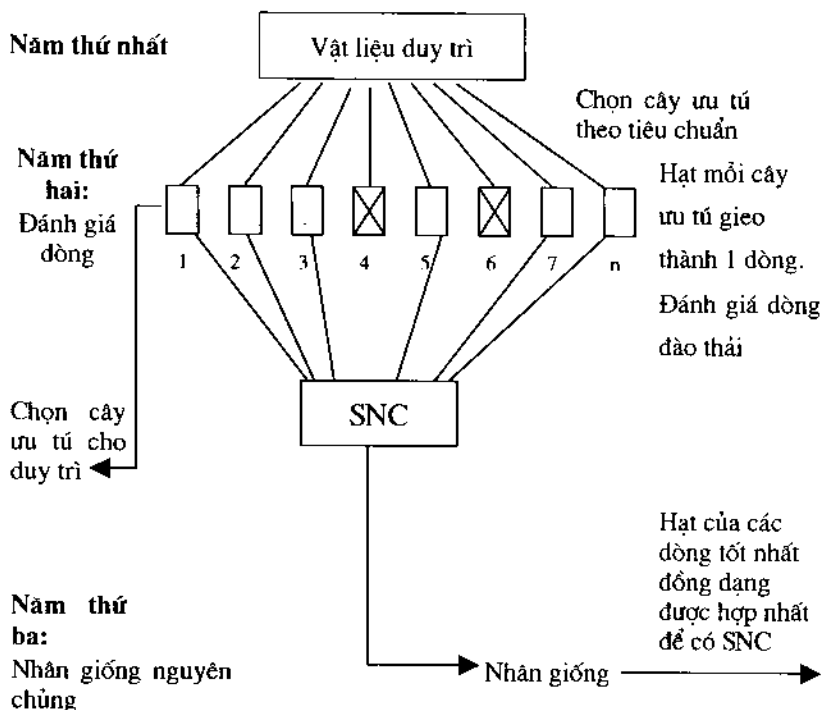 Năm thứ nhất
Vật liệu duy trì
Chọn cây ưu tú
theo tiêu chuẩn
Năm thứ
hai:
Đánh giá
dòng
Hạt mỗi cây
ưu tú gieo
thành 1 dòng.
Đánh giá dòng
đào thải
1 2 3 4 5 6 7 n
SNC
Chọn cây
ưu tú cho
duy trì
Hạt của các
dòng tốt nhất
đồng dạng
được hợp nhất
để có SNC
Năm thứ
ba:
Nhân giống nguyên
chủng
Nhân giống